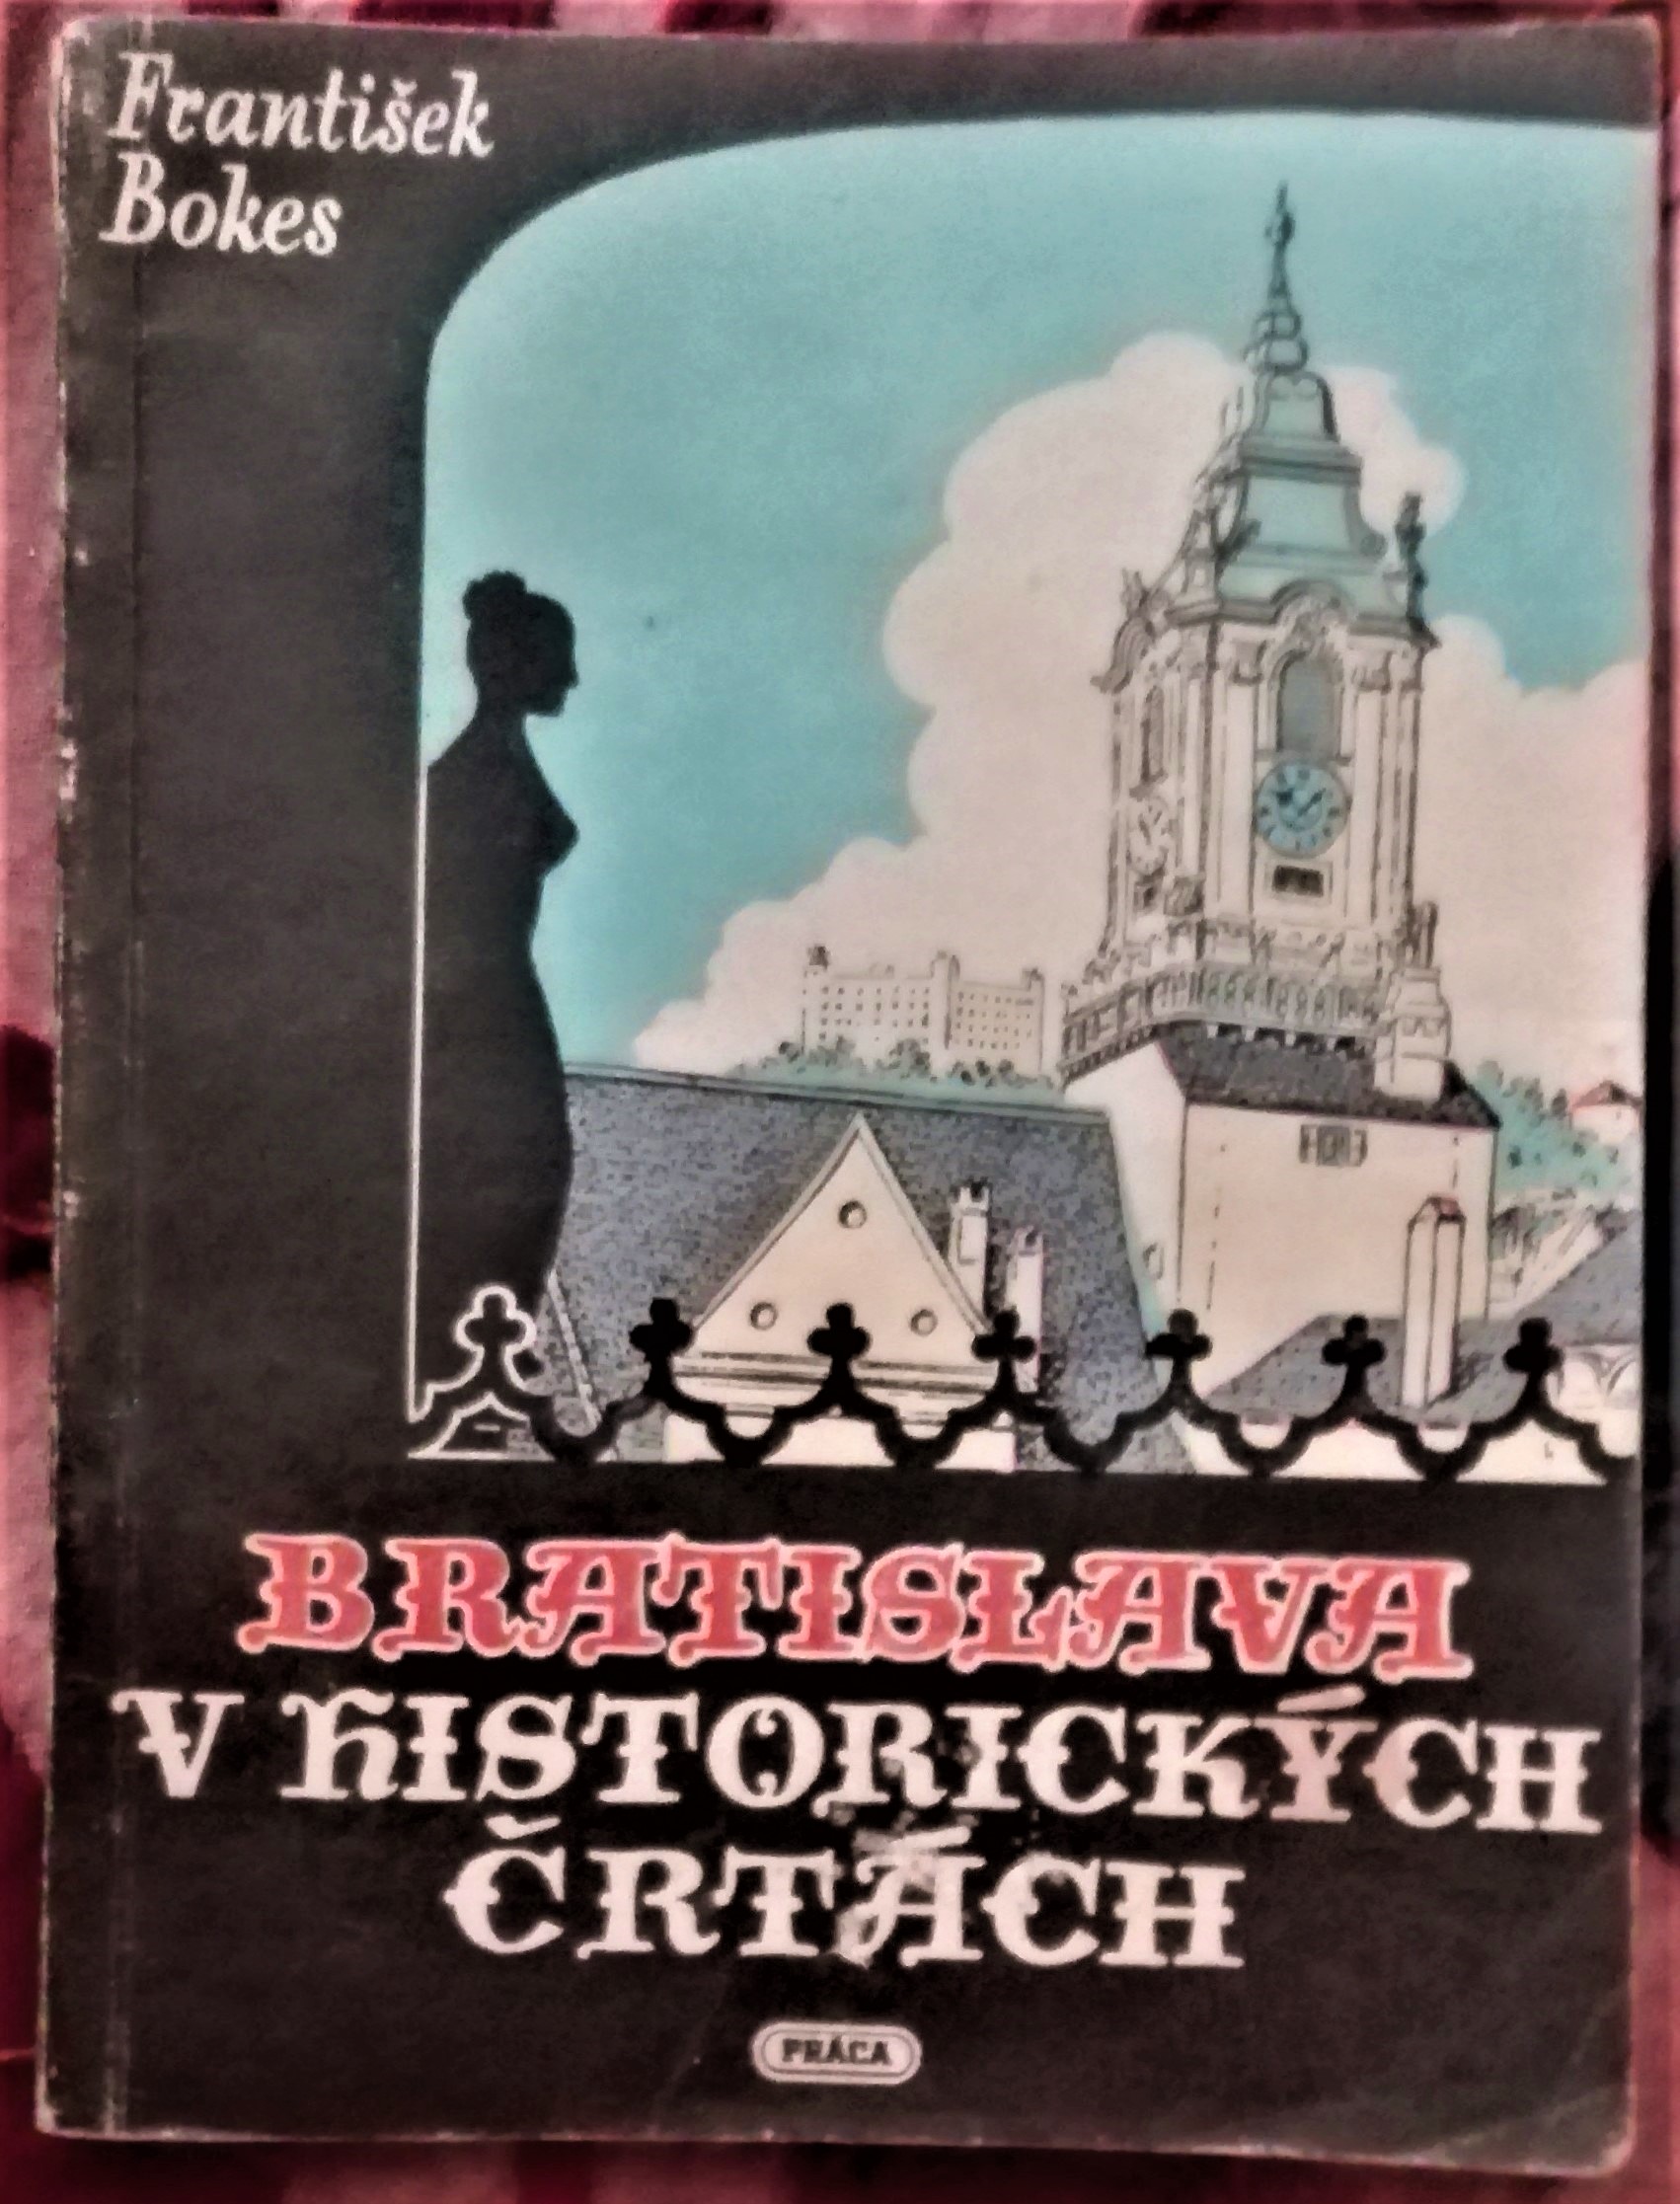 František
Bokes
BRATISLAVA
V HISTORICKÝCH
ČRTÁCH
PRÁCA